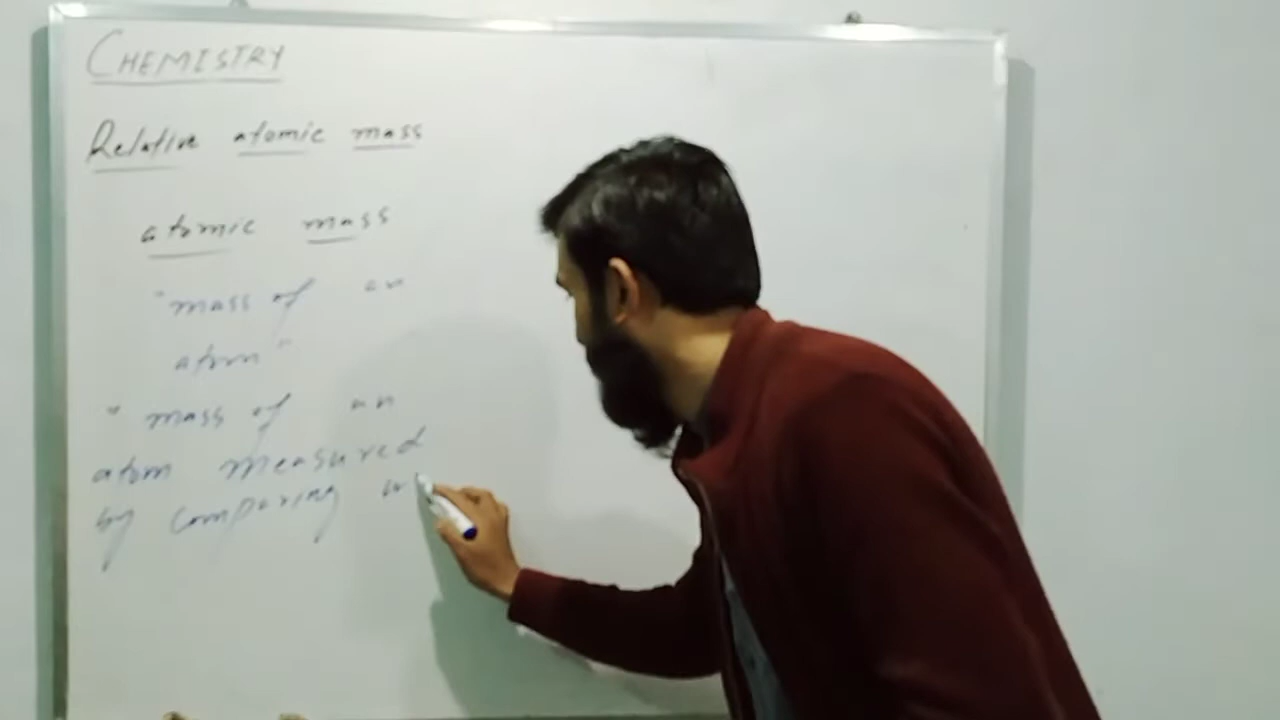 CHEMISTRY
Relative atomic mass
atomic mass
"mass of an
atom"
" mass of an
atom measured
by comparing w